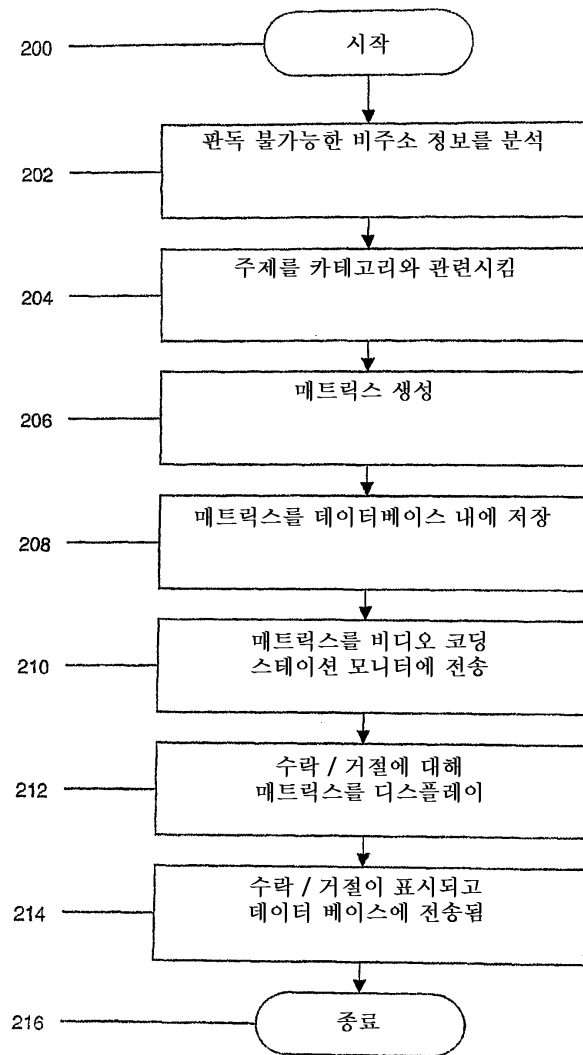 200
시작
202
판독 불가능한 비주소 정보를 분석
204
주제를 카테고리와 관련시킴
206
매트릭스 생성
208
매트릭스를 데이터베이스 내에 저장
210
매트릭스를 비디오 코딩
스테이션 모니터에 전송
212
수락 / 거절에 대해
매트릭스를 디스플레이
214
수락 / 거절이 표시되고
데이터 베이스에 전송됨
216
종료